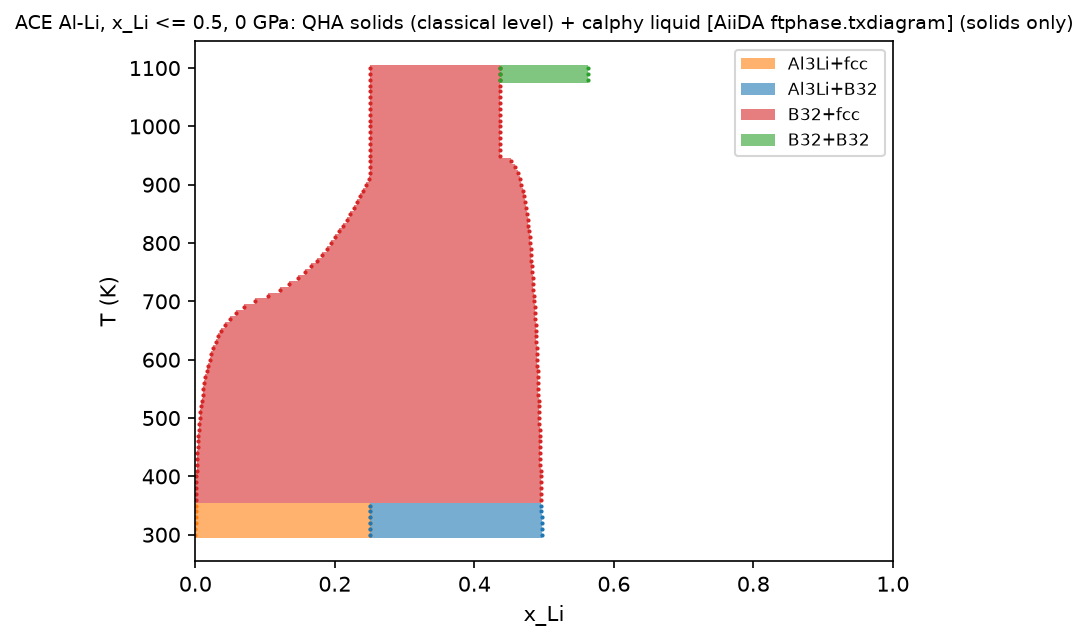 ACE Al-Li, x_Li <= 0.5, 0 GPa: QHA solids (classical level) + calphy liquid [AiiDA ftphase.txdiagram] (solids only)
Al3Li+fcc
Al3Li+B32
B32+fcc
B32+B32
1100
1000
900
800
700
600
500
400
300
T (K)
0.0 0.2 0.4 0.6 0.8 1.0
x_Li